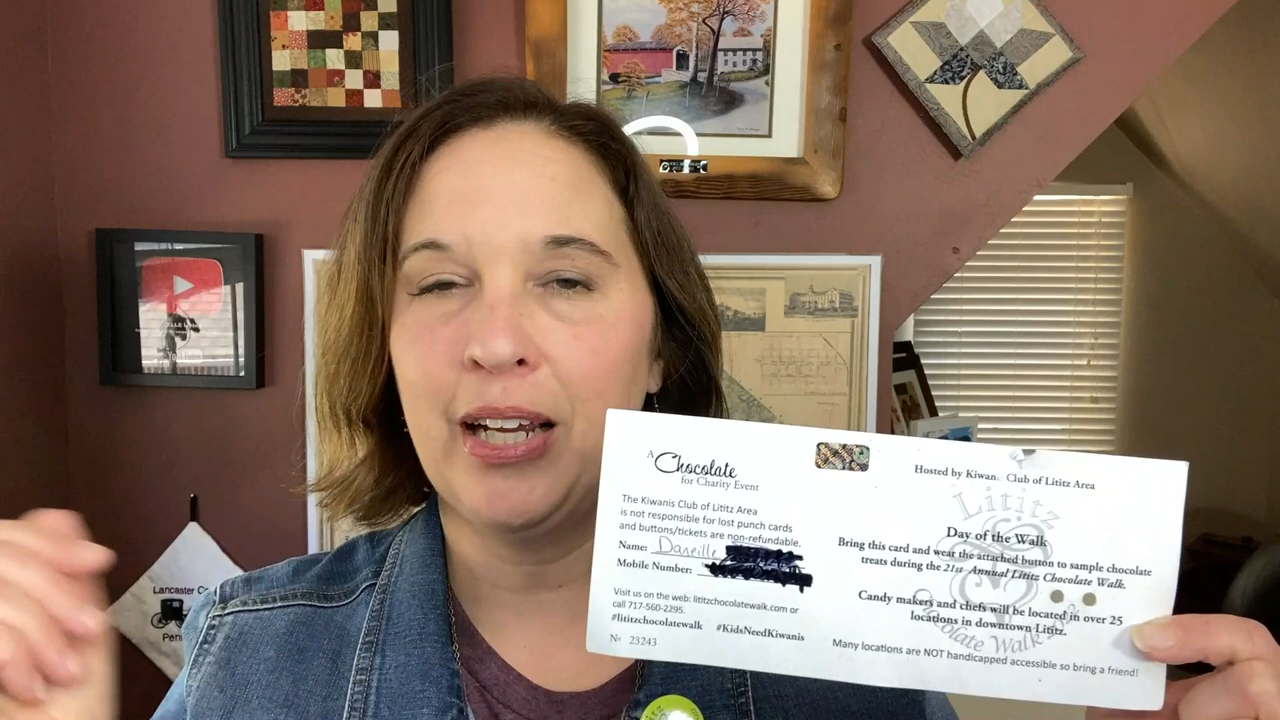 YouTube
Lancaster Co
Pen
A Chocolate
for Charity Event
The Kiwanis Club of Lititz Area
is not responsible for lost punch cards
and buttons/tickets are non-refundable.
Name: Daneille
Mobile Number:
Visit us on the web: lititzchocolatewalk.com or
call 717-560-2295.
#lititzchocolatewalk #KidsNeedKiwanis
Nº 23243
Hosted by Kiwan. Club of Lititz Area
Lititz
Chocolate Walk
Day of the Walk
Bring this card and wear the attached button to sample chocolate
treats during the 21st Annual Lititz Chocolate Walk.
Candy makers and chefs will be located in over 25
locations in downtown Lititz.
Many locations are NOT handicapped accessible so bring a friend!